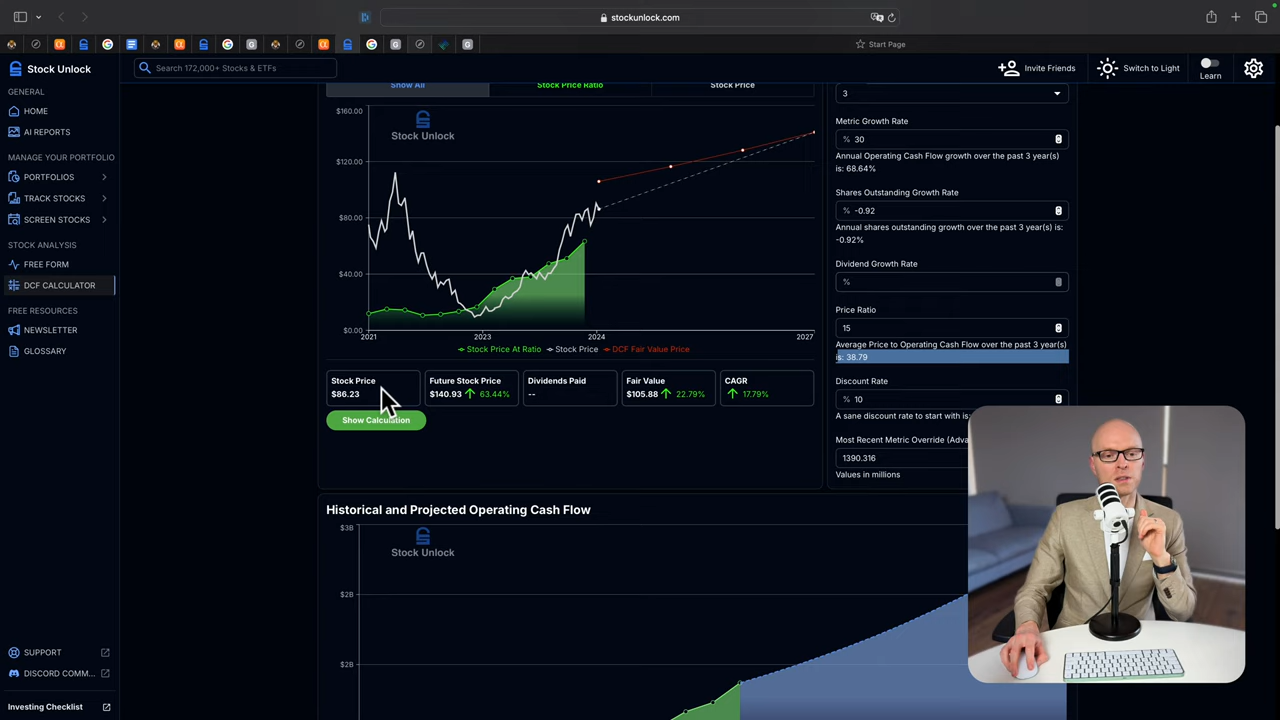 stockunlock.com
Start Page
Stock Unlock
Search 172,000+ Stocks & ETFs
Invite Friends
Switch to Light
Learn
GENERAL
HOME
AI REPORTS
MANAGE YOUR PORTFOLIO
PORTFOLIOS
TRACK STOCKS
SCREEN STOCKS
STOCK ANALYSIS
FREE FORM
DCF CALCULATOR
FREE RESOURCES
NEWSLETTER
GLOSSARY
SUPPORT
DISCORD COMM...
Investing Checklist
Show All
Stock Price Ratio
Stock Price
$160.00
$120.00
$80.00
$40.00
$0.00
Stock Unlock
2021
2023
2024
2027
Stock Price At Ratio
Stock Price
DCF Fair Value Price
Stock Price
$86.23
Future Stock Price
$140.93 63.44%
Dividends Paid
--
Fair Value
$105.88 22.79%
CAGR
17.79%
Show Calculation
3
Metric Growth Rate
% 30
Annual Operating Cash Flow growth over the past 3 year(s)
is: 68.64%
Shares Outstanding Growth Rate
% -0.92
Annual shares outstanding growth over the past 3 year(s) is:
-0.92%
Dividend Growth Rate
%
Price Ratio
15
Average Price to Operating Cash Flow over the past 3 year(s)
is: 38.79
Discount Rate
% 10
A sane discount rate to start with is:
Most Recent Metric Override (Adva
1390.316
Values in millions
Historical and Projected Operating Cash Flow
$3B
$2B
$2B
Stock Unlock